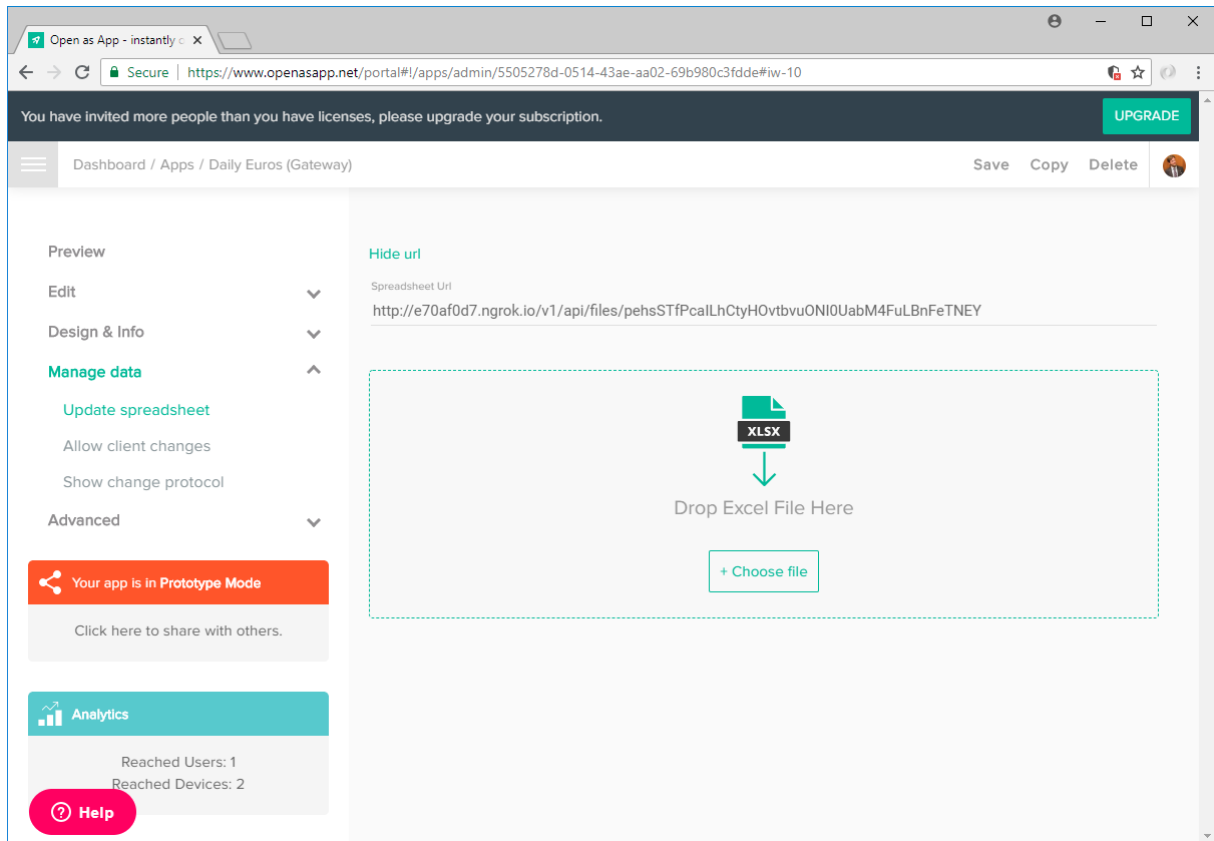 Open as App - instantly c
Secure https://www.openasapp.net/portal#!/apps/admin/5505278d-0514-43ae-aa02-69b980c3fdde#iw-10
You have invited more people than you have licenses, please upgrade your subscription. UPGRADE
Dashboard / Apps / Daily Euros (Gateway) Save Copy Delete
Preview
Edit
Design & Info
Manage data
Update spreadsheet
Allow client changes
Show change protocol
Advanced
Your app is in Prototype Mode
Click here to share with others.
Analytics
Reached Users: 1
Reached Devices: 2
Help
Hide url
Spreadsheet Url
http://e70af0d7.ngrok.io/v1/api/files/pehsSTfPcaILhCtyHOvtbvuONI0UabM4FuLBnFeTNEY
XLSX
Drop Excel File Here
+ Choose file